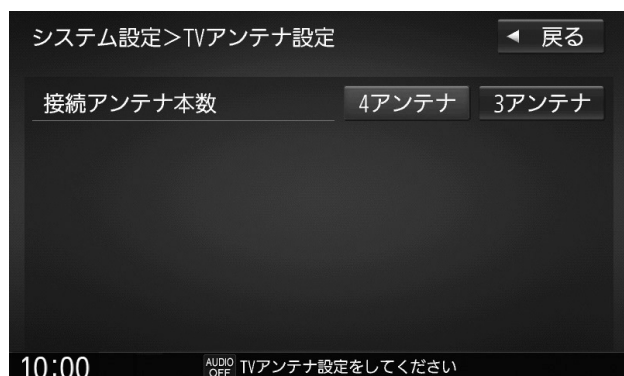 システム設定＞TVアンテナ設定
◀ 戻る
接続アンテナ本数
4アンテナ
3アンテナ
10:00
AUDIO OFF
TVアンテナ設定をしてください